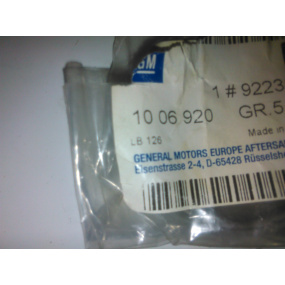 GM
1 # 9223
10 06 920 GR.5
LB 126 Made in
GENERAL MOTORS EUROPE AFTERSA
Eisenstrasse 2-4, D-65428 Rüsselshe